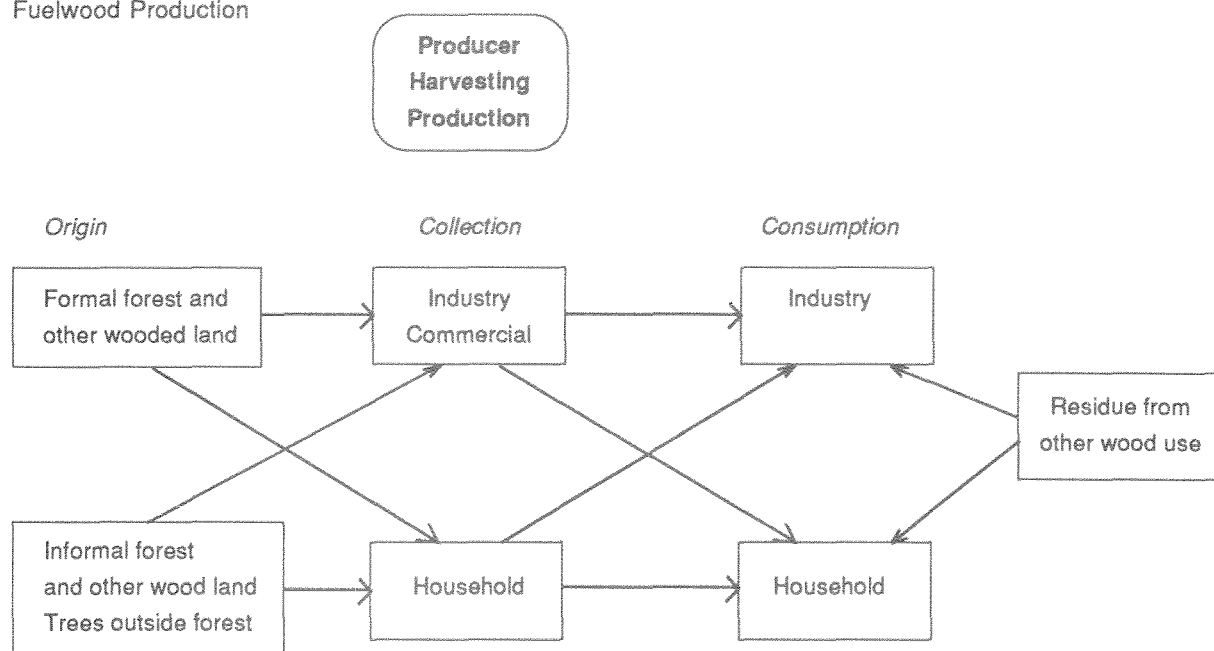 Fuelwood Production
Producer
Harvesting
Production
Origin
Collection
Consumption
Formal forest and
other wooded land
Industry
Commercial
Industry
Residue from
other wood use
Informal forest
and other wood land
Trees outside forest
Household
Household